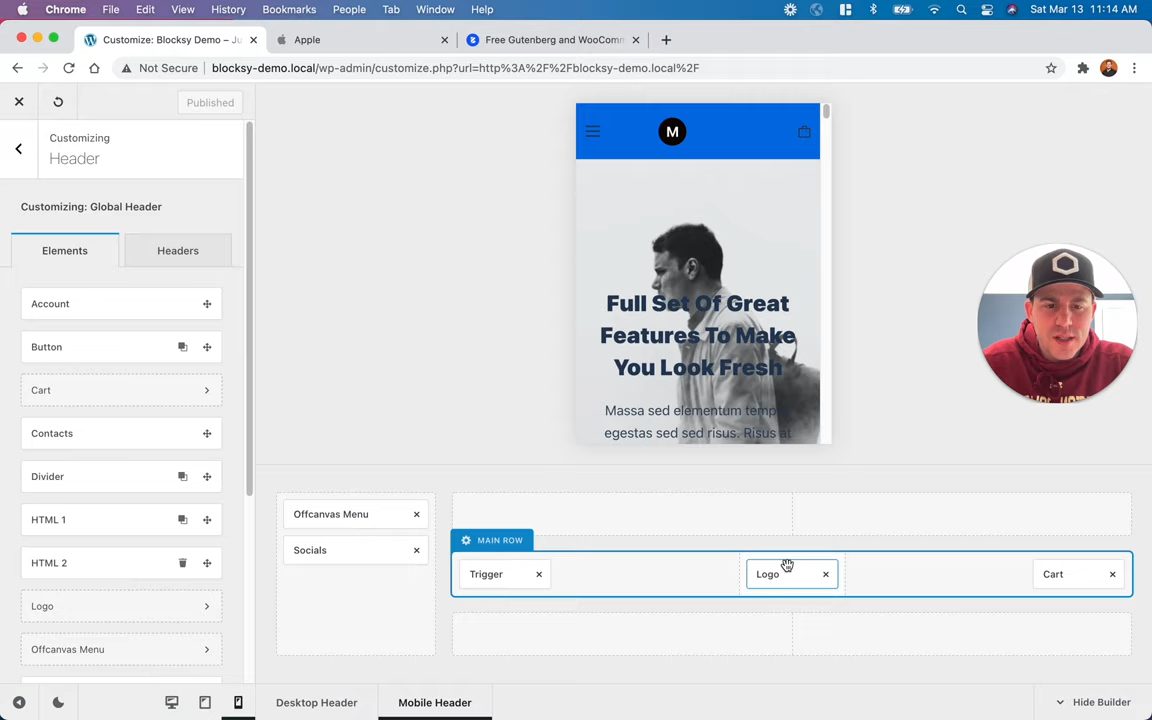 Chrome File Edit View History Bookmarks People Tab Window Help Sat Mar 13 11:14 AM
Customize: Blocksy Demo – Ju Apple Free Gutenberg and WooComm
Not Secure blocksy-demo.local/wp-admin/customize.php?url=http%3A%2F%2Fblocksy-demo.local%2F
Published
Customizing
Header
Customizing: Global Header
Elements Headers
Account
Button
Cart
Contacts
Divider
HTML 1
HTML 2
Logo
Offcanvas Menu
M
Full Set Of Great
Features To Make
You Look Fresh
Massa sed elementum temp
egestas sed sed risus. Risus at
Offcanvas Menu
Socials
MAIN ROW
Trigger Logo Cart
Desktop Header Mobile Header Hide Builder